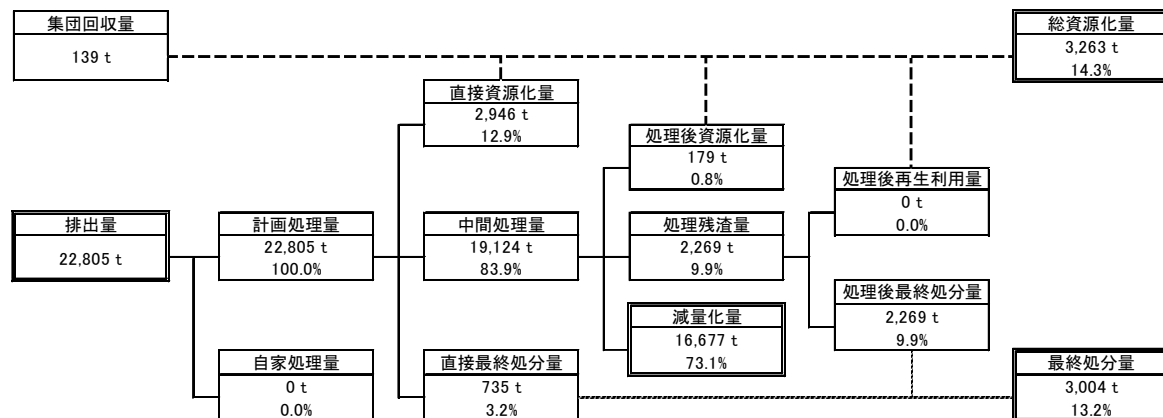 集団回収量
139 t
総資源化量
3,263 t
14.3%
直接資源化量
2,946 t
12.9%
処理後資源化量
179 t
0.8%
処理後再生利用量
0 t
0.0%
排出量
22,805 t
計画処理量
22,805 t
100.0%
中間処理量
19,124 t
83.9%
処理残渣量
2,269 t
9.9%
処理後最終処分量
2,269 t
9.9%
減量化量
16,677 t
73.1%
自家処理量
0 t
0.0%
直接最終処分量
735 t
3.2%
最終処分量
3,004 t
13.2%